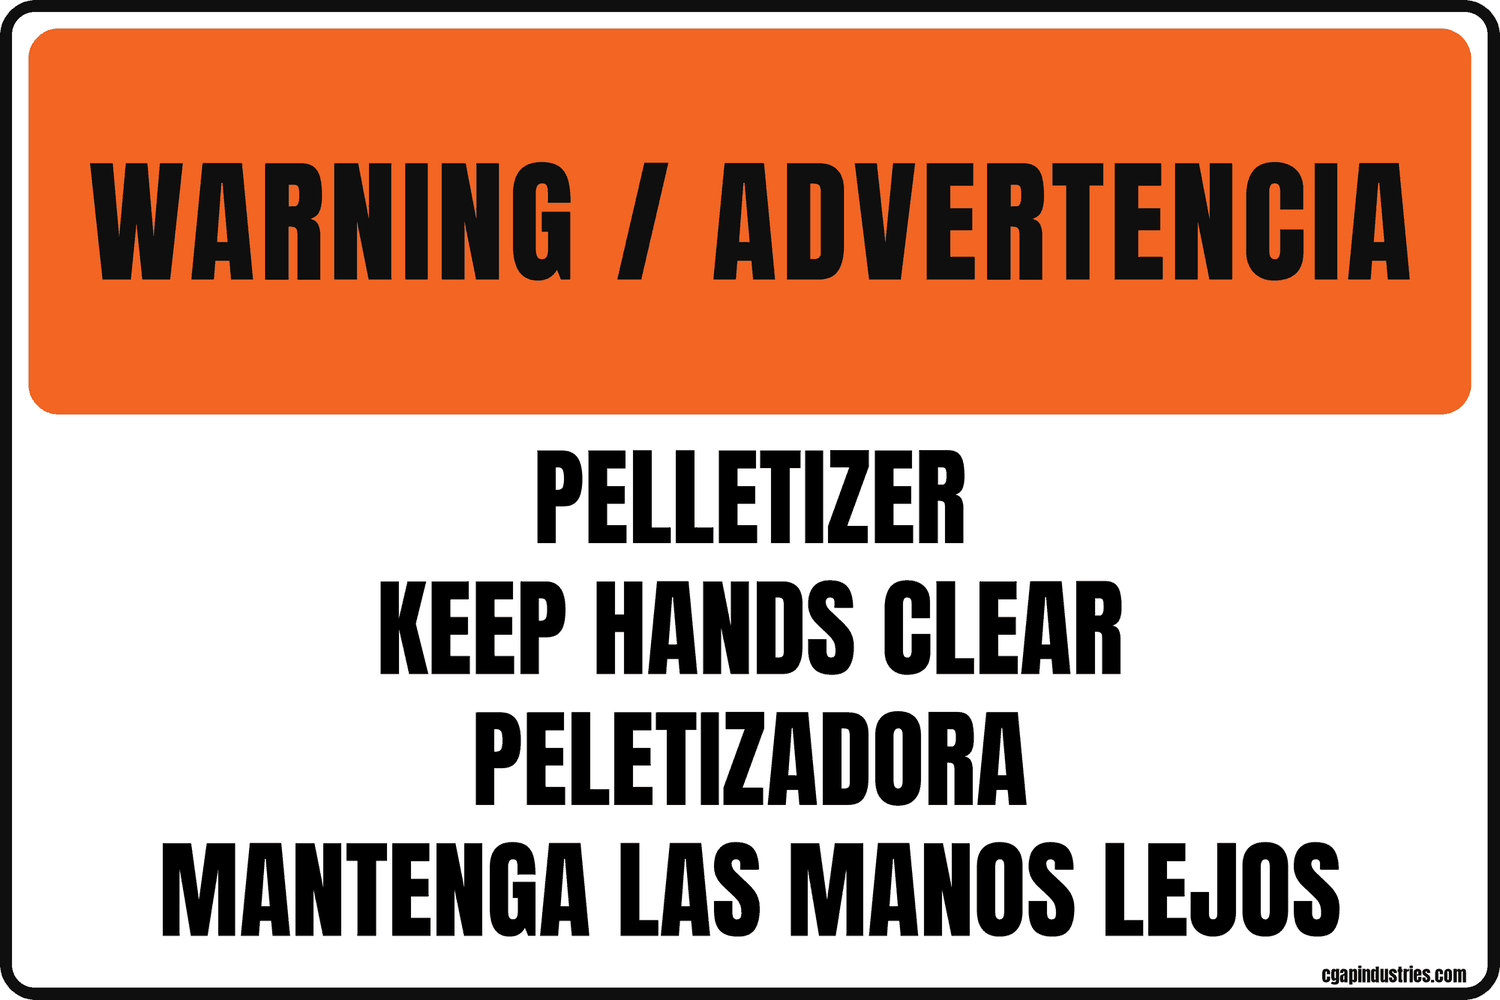 WARNING / ADVERTENCIA
PELLETIZER
KEEP HANDS CLEAR
PELETIZADORA
MANTENGA LAS MANOS LEJOS
cgapindustries.com